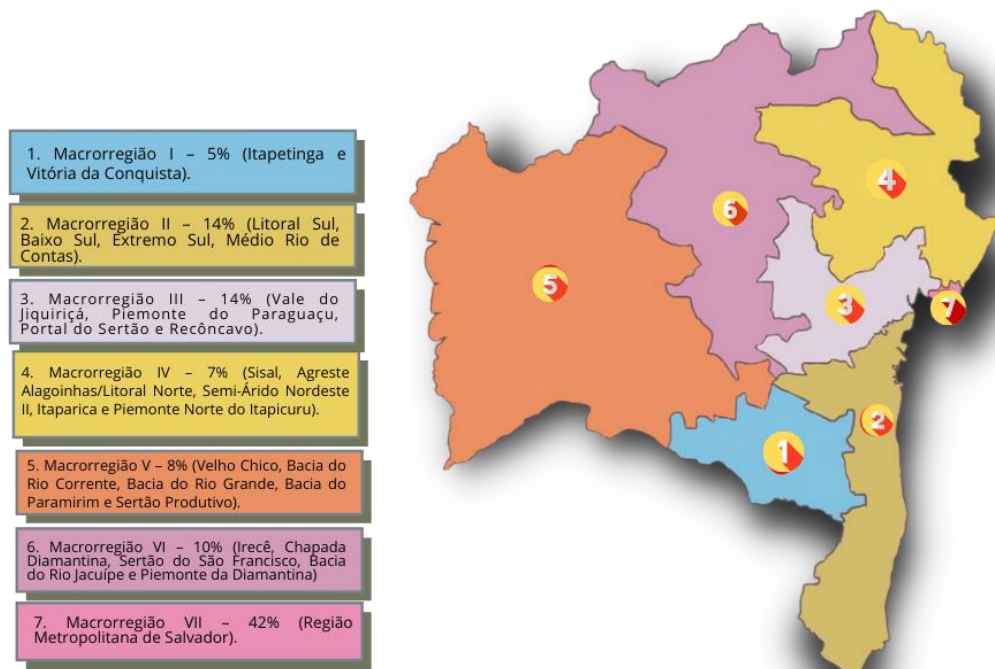 1. Macrorregião I – 5% (Itapetinga e
Vitória da Conquista).
2. Macrorregião II – 14% (Litoral Sul,
Baixo Sul, Extremo Sul, Médio Rio de
Contas).
3. Macrorregião III – 14% (Vale do
Jiquiriçá, Piemonte do Paraguaçu,
Portal do Sertão e Recôncavo).
4. Macrorregião IV – 7% (Sisal, Agreste
Alagoinhas/Litoral Norte, Semi-Árido Nordeste
II, Itaparica e Piemonte Norte do Itapicuru).
5. Macrorregião V – 8% (Velho Chico, Bacia do
Rio Corrente, Bacia do Rio Grande, Bacia do
Paramirim e Sertão Produtivo).
6. Macrorregião VI – 10% (Irecê, Chapada
Diamantina, Sertão do São Francisco, Bacia
do Rio Jacuípe e Piemonte da Diamantina)
7. Macrorregião VII – 42% (Região
Metropolitana de Salvador).
4
6
5
3
7
2
1